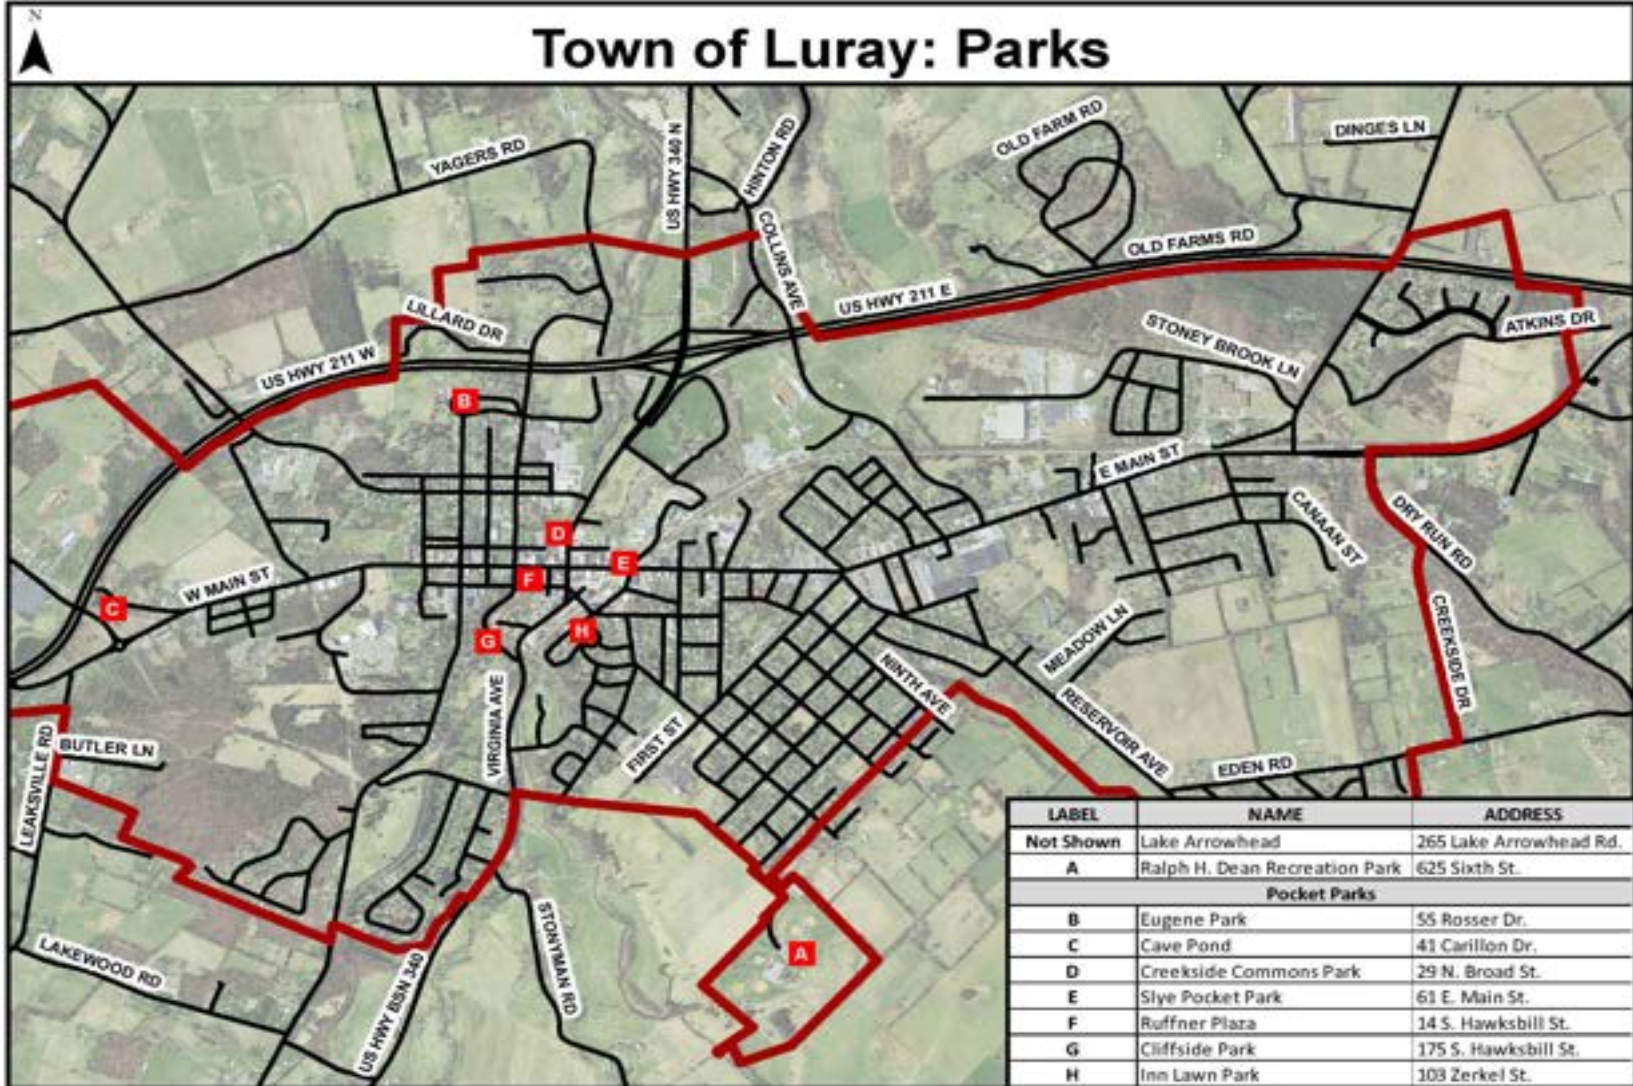 N
Town of Luray: Parks
YAGERS RD
US HWY 340 N
HINTON RD
OLD FARM RD
DINGES LN
COLLINS AVE
OLD FARMS RD
US HWY 211 E
LILLARD DR
US HWY 211 W
STONEY BROOK LN
ATKINS DR
B
E MAIN ST
CANAAN ST
DRY RUN RD
D
E
F
W MAIN ST
C
G
H
MEADOW LN
CREEKSIDE DR
NINTH AVE
RESERVOIR AVE
VIRGINIA AVE
FIRST ST
LEAKSVILLE RD
BUTLER LN
EDEN RD
STONYMAN RD
LAKEWOOD RD
US HWY BSN 340
A
LABEL NAME ADDRESS
Not Shown Lake Arrowhead 265 Lake Arrowhead Rd.
A Ralph H. Dean Recreation Park 625 Sixth St.
Pocket Parks
B Eugene Park 55 Rosser Dr.
C Cave Pond 41 Carillon Dr.
D Creekside Commons Park 29 N. Broad St.
E Slye Pocket Park 61 E. Main St.
F Ruffner Plaza 14 S. Hawksbill St.
G Cliffside Park 175 S. Hawksbill St.
H Inn Lawn Park 103 Zerkel St.